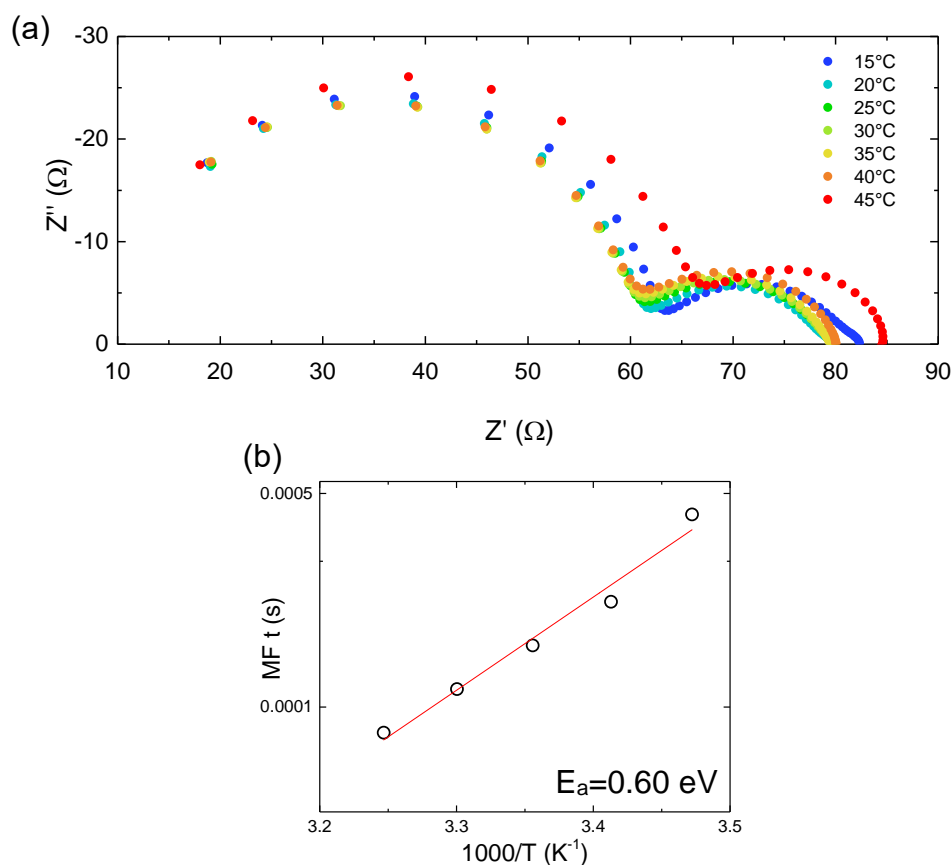 (a)
-30
-20
-10
0
Z'' (Ω)
10 20 30 40 50 60 70 80 90
Z' (Ω)
15°C
20°C
25°C
30°C
35°C
40°C
45°C
(b)
0.0005
0.0001
MF t (s)
3.2 3.3 3.4 3.5
1000/T (K⁻¹)
Eₐ=0.60 eV